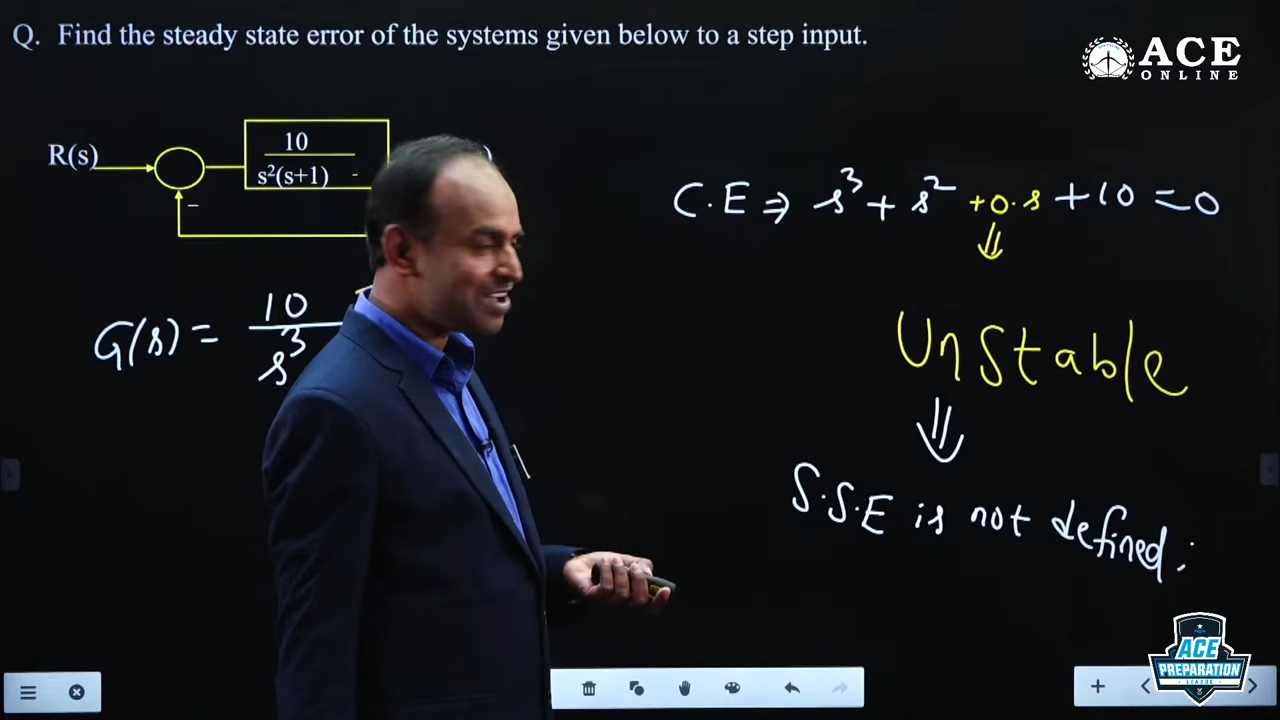 Q. Find the steady state error of the systems given below to a step input.
ACE
ONLINE
R(s)
10
s²(s+1)
−
C.E ⇒ s³ + s² +0.s +10 =0
G(s) = 10
s³
Unstable
S.S.E is not defined;
ACE
PREPARATION
LEAGUE